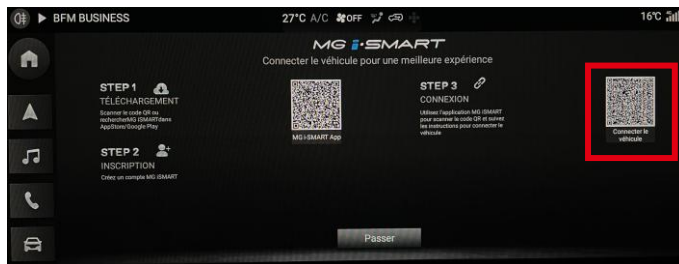 BFM BUSINESS
27°C A/C OFF
16°C
MG i-SMART
Connecter le véhicule pour une meilleure expérience
STEP 1
TÉLÉCHARGEMENT
Scanner le code QR ou
rechercherMG iSMARTdans
AppStore/Google Play
STEP 2
INSCRIPTION
Créez un compte MG iSMART
MG i-SMART App
STEP 3
CONNEXION
Utilisez l'application MG iSMART
pour scanner le code QR et suivez
les instructions pour connecter le
véhicule
Connecter le
véhicule
Passer